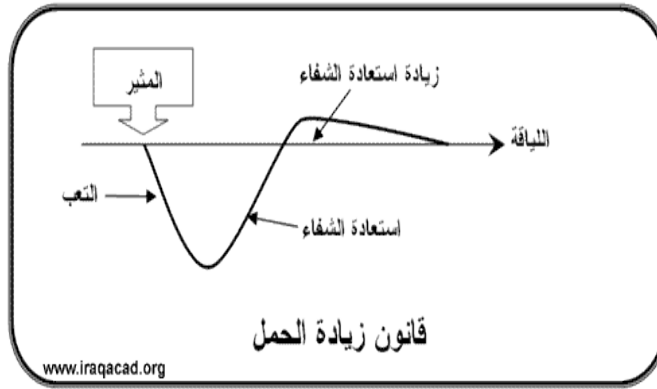 المثير
زيادة استعادة الشفاء
اللياقة
التعب
استعادة الشفاء
قانون زيادة الحمل
www.iraqacad.org